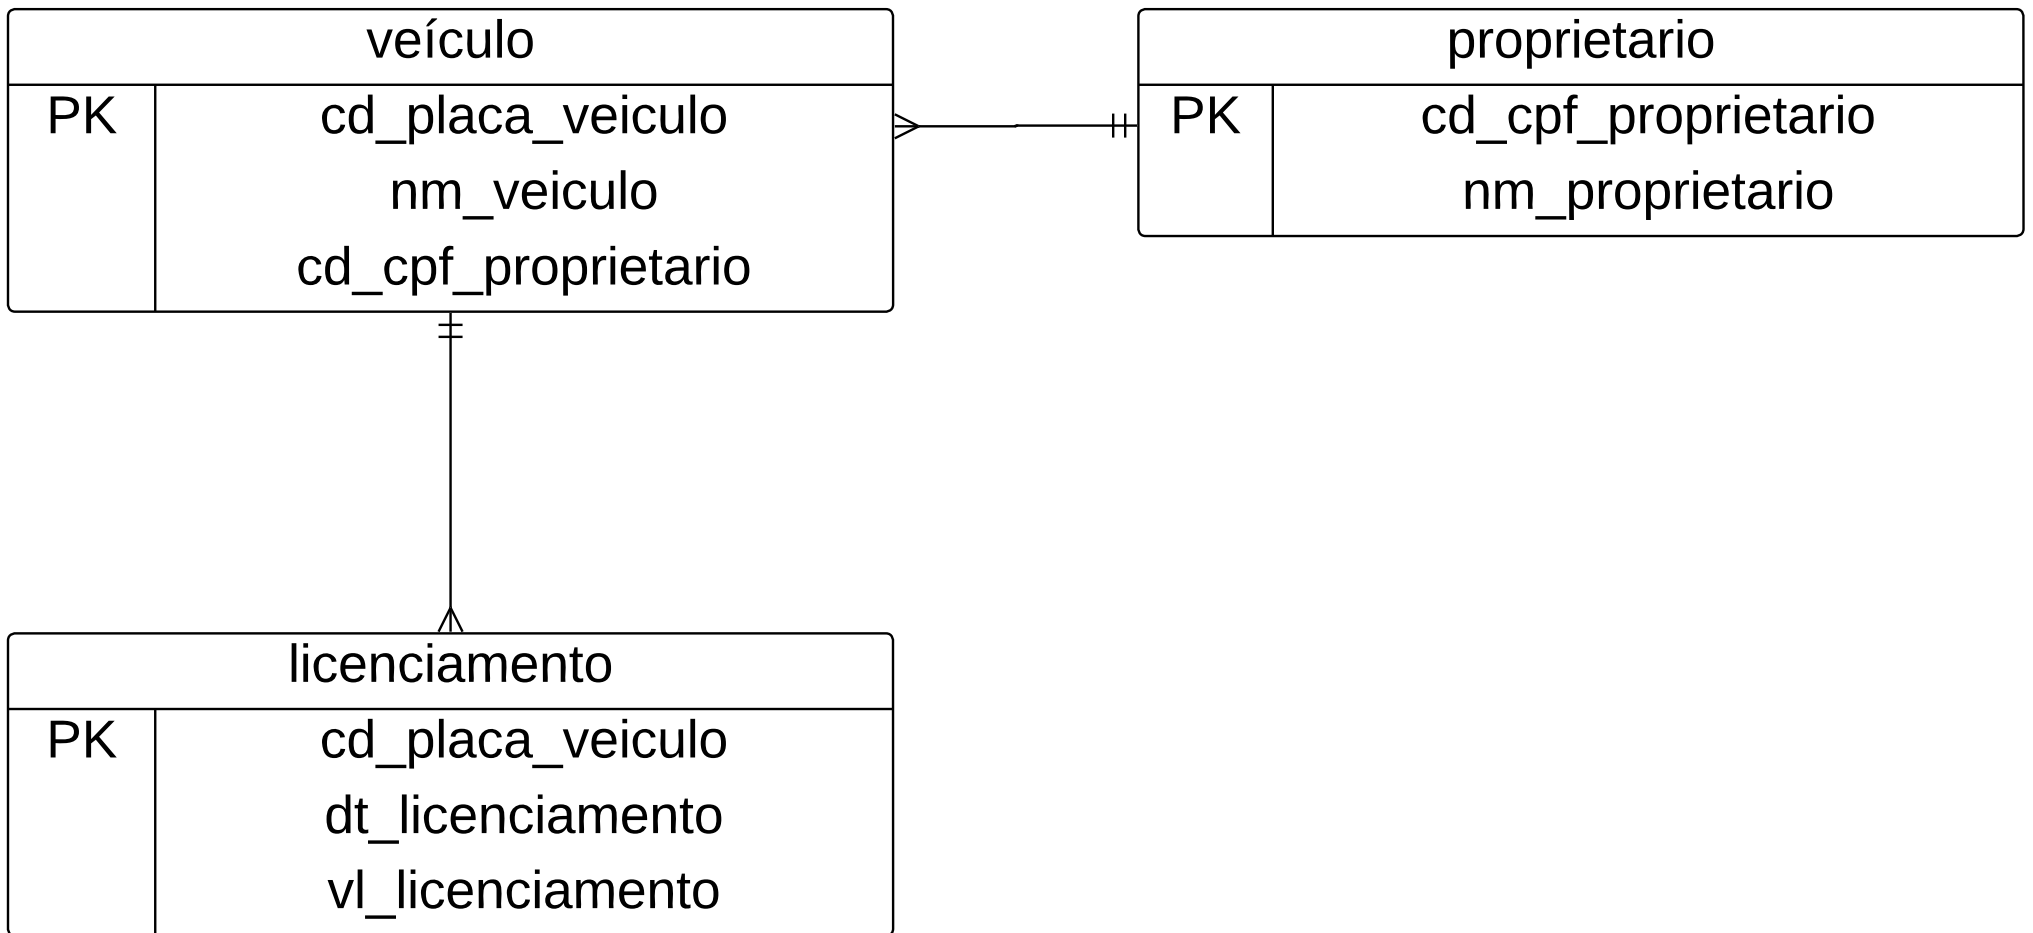 veículo
PK cd_placa_veiculo
nm_veiculo
cd_cpf_proprietario
proprietario
PK cd_cpf_proprietario
nm_proprietario
licenciamento
PK cd_placa_veiculo
dt_licenciamento
vl_licenciamento